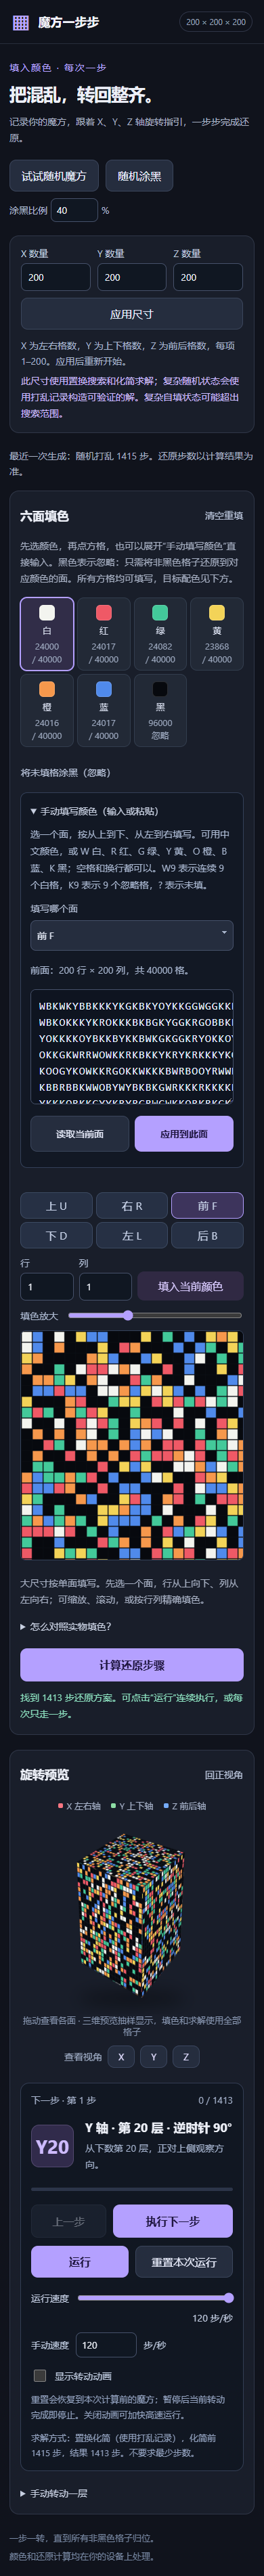 魔方一步步
200 × 200 × 200
填入颜色 · 每次一步
把混乱，转回整齐。
记录你的魔方，跟着 X、Y、Z 轴旋转指引，一步步完成还
原。
试试随机魔方
随机涂黑
涂黑比例 40 %
X 数量 Y 数量 Z 数量
200 200 200
应用尺寸
X 为左右格数，Y 为上下格数，Z 为前后格数，每项
1–200。应用后重新开始。
此尺寸使用置换搜索和化简求解；复杂随机状态会使
用打乱记录构造可验证的解。复杂自填状态可能超出
搜索范围。
最近一次生成：随机打乱 1415 步。还原步数以计算结果为
准。
六面填色
清空重填
先选颜色，再点方格，也可以展开“手动填写颜色”直
接输入。黑色表示忽略：只需将非黑色格子还原到对
应颜色的面。所有方格均可填写，目标配色见下方。
白 红 绿 黄
24000 24017 24082 23868
/ 40000 / 40000 / 40000 / 40000
橙 蓝 黑
24016 24017 96000
/ 40000 / 40000 忽略
将未填格涂黑（忽略）
▼ 手动填写颜色（输入或粘贴）
选一个面，按从上到下、从左到右填写。可用中
文颜色，或 W 白、R 红、G 绿、Y 黄、O 橙、B
蓝、K 黑；空格和换行都可以。W9 表示连续 9
个白格，K9 表示 9 个忽略格，? 表示未填。
填写哪个面
前 F
前面：200 行 × 200 列，共 40000 格。
读取当前面
应用到此面
上 U 右 R 前 F
下 D 左 L 后 B
行 列
1 1 填入当前颜色
填色放大
大尺寸按单面填写。先选一个面，行从上向下、列从
左向右；可缩放、滚动，或按行列精确填色。
▶ 怎么对照实物填色？
计算还原步骤
找到 1413 步还原方案。可点击“运行”连续执行，或每
次只走一步。
旋转预览
回正视角
X 左右轴 Y 上下轴 Z 前后轴
拖动查看各面 · 三维预览抽样显示，填色和求解使用全部
格子
查看视角 X Y Z
下一步 · 第 1 步
0 / 1413
Y20
Y 轴 · 第 20 层 · 逆时针 90°
从下数第 20 层，正对上侧观察方
向。
上一步
执行下一步
运行
重置本次运行
运行速度
120 步/秒
手动速度 120 步/秒
显示转动动画
重置会恢复到本次计算前的魔方；暂停后当前转动
完成即停止。关闭动画可加快高速运行。
求解方式：置换化简（使用打乱记录），化简前
1415 步，结果 1413 步。不要求最少步数。
▶ 手动转动一层
一步一转，直到所有非黑色格子归位。
颜色和还原计算均在你的设备上处理。